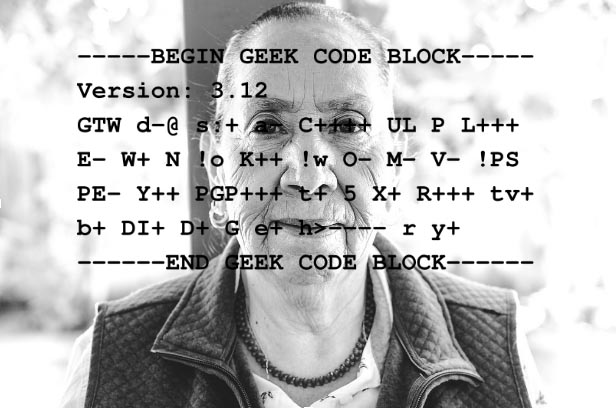 -----BEGIN GEEK CODE BLOCK-----
Version: 3.12
GTW d-@ s:+ a- C++++ UL P L+++
E- W+ N !o K++ !w O- M- V- !PS
PE- Y++ PGP+++ t+ 5 X+ R+++ tv+
b+ DI+ D+ G e+ h>---- r y+
------END GEEK CODE BLOCK------